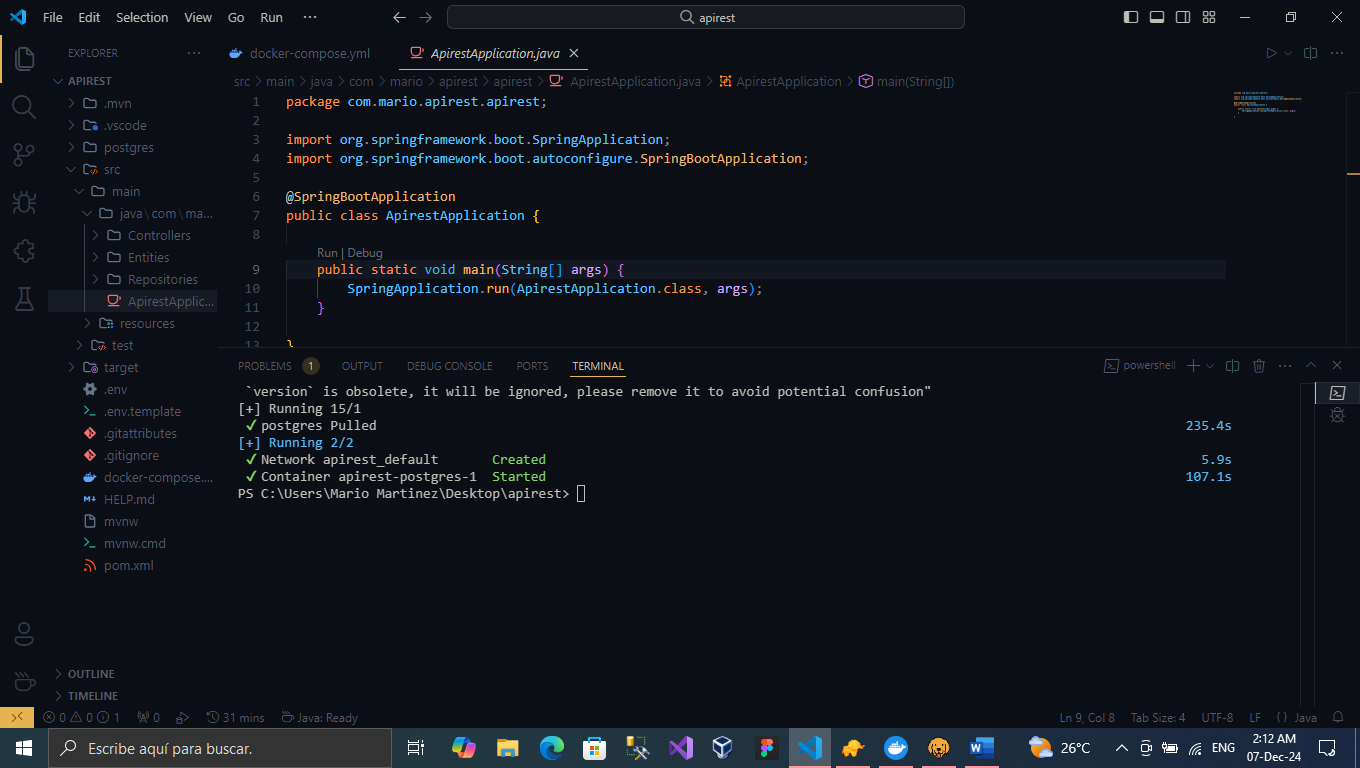 File Edit Selection View Go Run ··· apirest
EXPLORER ···
APIREST
.mvn
.vscode
postgres
src
main
java\com\ma...
Controllers
Entities
Repositories
ApirestApplic...
resources
test
target
.env
.env.template
.gitattributes
.gitignore
docker-compose....
HELP.md
mvnw
mvnw.cmd
pom.xml
OUTLINE
TIMELINE
docker-compose.yml ApirestApplication.java
src > main > java > com > mario > apirest > apirest > ApirestApplication.java > ApirestApplication > main(String[])
1 package com.mario.apirest.apirest;
2
3 import org.springframework.boot.SpringApplication;
4 import org.springframework.boot.autoconfigure.SpringBootApplication;
5
6 @SpringBootApplication
7 public class ApirestApplication {
8
Run | Debug
9 public static void main(String[] args) {
10 SpringApplication.run(ApirestApplication.class, args);
11 }
12
13 }
PROBLEMS 1 OUTPUT DEBUG CONSOLE PORTS TERMINAL powershell
`version` is obsolete, it will be ignored, please remove it to avoid potential confusion"
[+] Running 15/1
✔ postgres Pulled 235.4s
[+] Running 2/2
✔ Network apirest_default Created 5.9s
✔ Container apirest-postgres-1 Started 107.1s
PS C:\Users\Mario Martinez\Desktop\apirest>
0 0 1 0 31 mins Java: Ready Ln 9, Col 8 Tab Size: 4 UTF-8 LF {} Java
Escribe aquí para buscar. 26°C ENG 2:12 AM
07-Dec-24